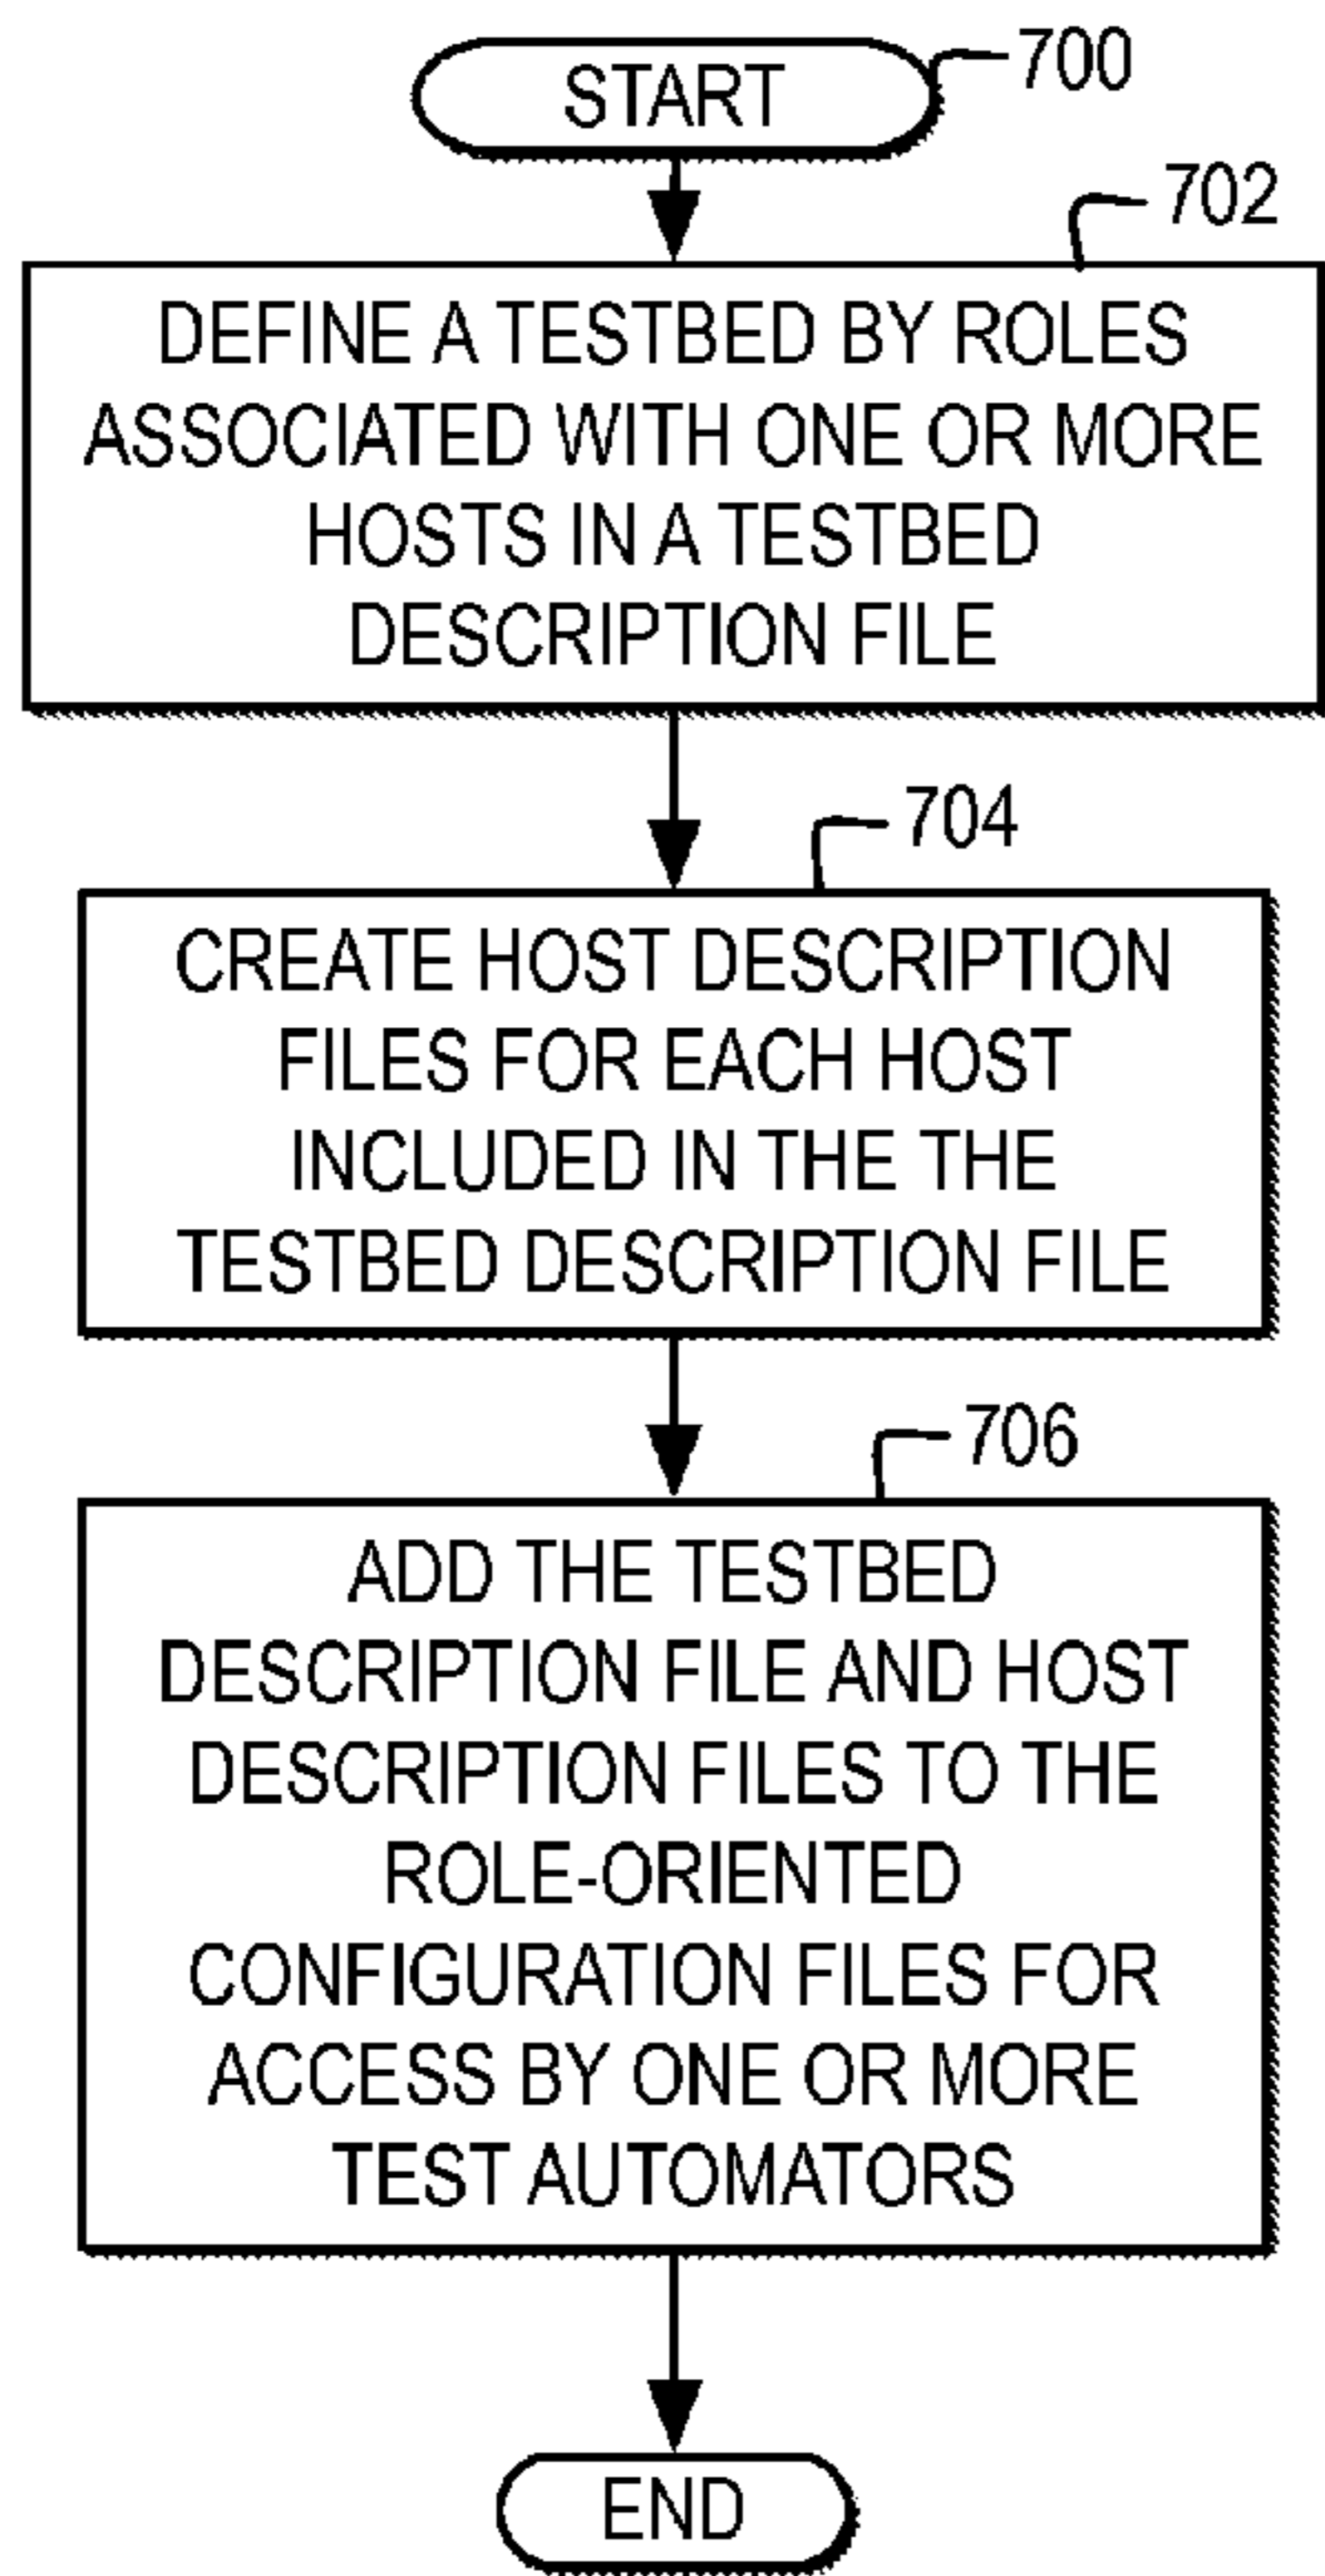 START
700
702
DEFINE A TESTBED BY ROLES
ASSOCIATED WITH ONE OR MORE
HOSTS IN A TESTBED
DESCRIPTION FILE
704
CREATE HOST DESCRIPTION
FILES FOR EACH HOST
INCLUDED IN THE THE
TESTBED DESCRIPTION FILE
706
ADD THE TESTBED
DESCRIPTION FILE AND HOST
DESCRIPTION FILES TO THE
ROLE-ORIENTED
CONFIGURATION FILES FOR
ACCESS BY ONE OR MORE
TEST AUTOMATORS
END